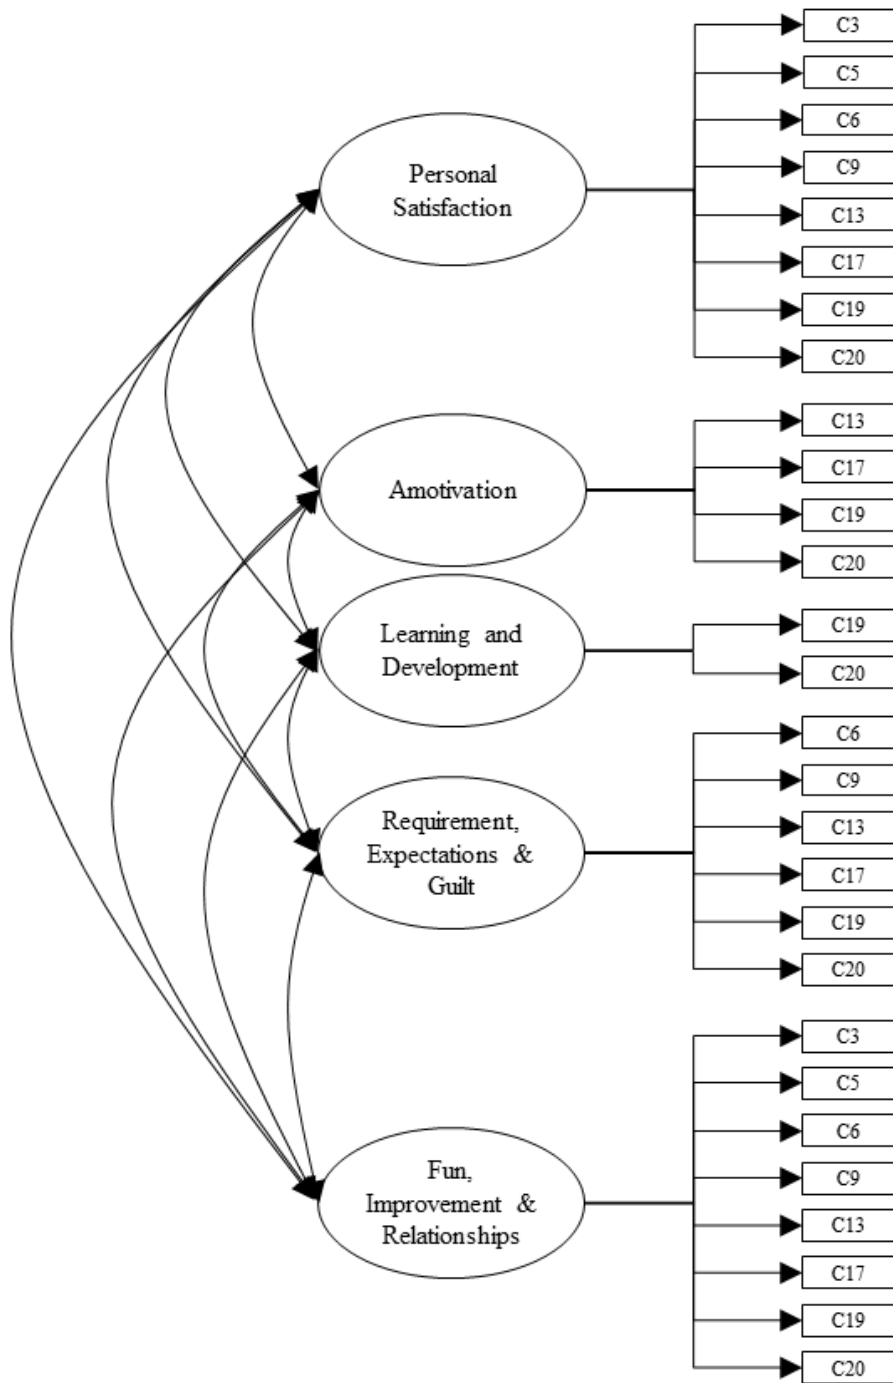 C3
C5
C6
C9
C13
C17
C19
C20
Personal
Satisfaction
C13
C17
C19
C20
Amotivation
C19
C20
Learning and
Development
C6
C9
C13
C17
C19
C20
Requirement,
Expectations &
Guilt
C3
C5
C6
C9
C13
C17
C19
C20
Fun,
Improvement &
Relationships